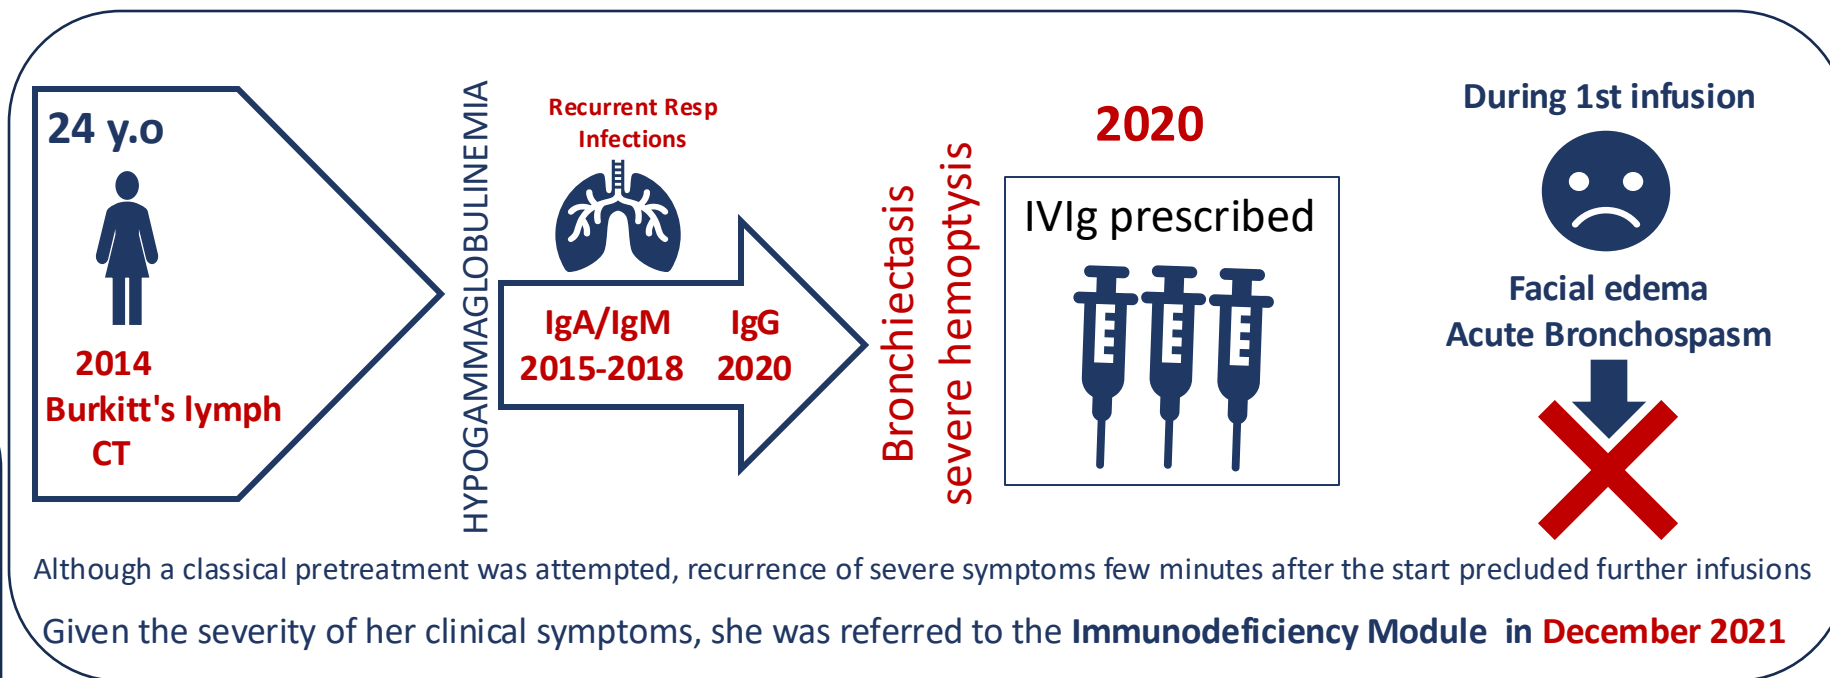 24 y.o
2014
Burkitt's lymph
CT
HYPOGAMMAGLOBULINEMIA
Recurrent Resp
Infections
IgA/IgM
2015-2018
IgG
2020
Bronchiectasis
severe hemoptysis
2020
IVIg prescribed
During 1st infusion
Facial edema
Acute Bronchospasm
Although a classical pretreatment was attempted, recurrence of severe symptoms few minutes after the start precluded further infusions
Given the severity of her clinical symptoms, she was referred to the Immunodeficiency Module in December 2021